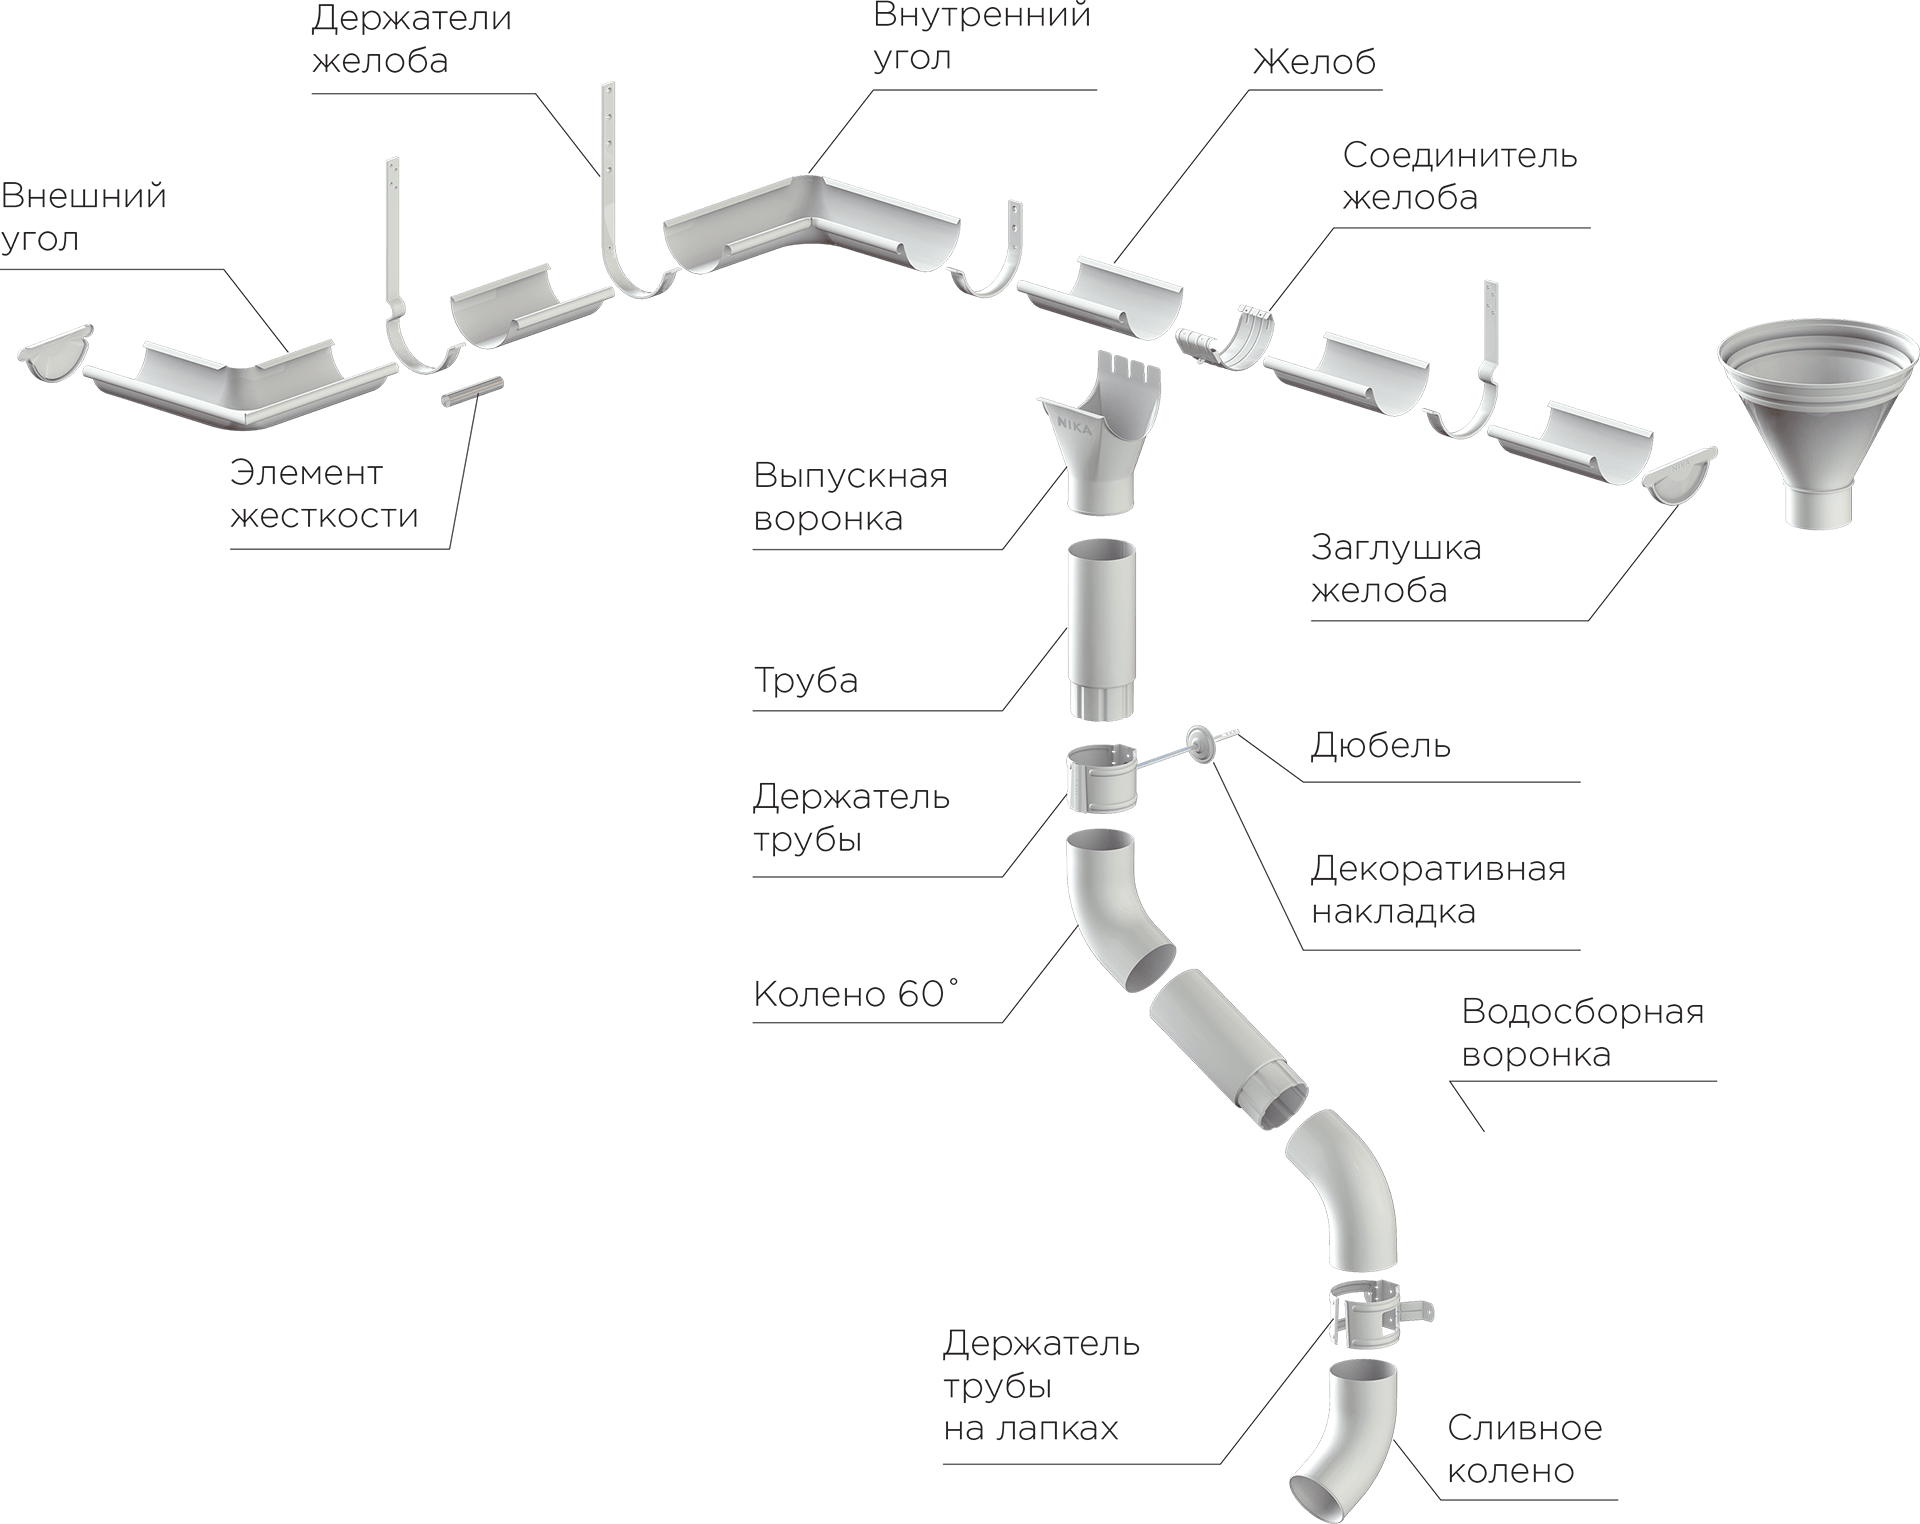 Держатели
желоба
Внутренний
угол
Желоб
Соединитель
желоба
Внешний
угол
Элемент
жесткости
NIKA
Выпускная
воронка
NIKA
Заглушка
желоба
Труба
Дюбель
Держатель
трубы
Декоративная
накладка
Колено 60°
Водосборная
воронка
Держатель
трубы
на лапках
Сливное
колено